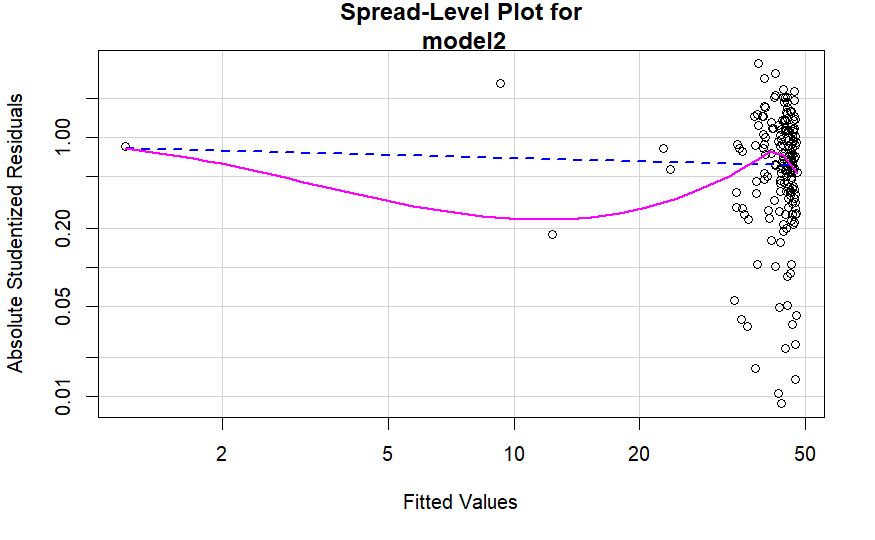 Spread-Level Plot for
model2
Absolute Studentized Residuals
1.00
0.20
0.05
0.01
2
5
10
20
50
Fitted Values